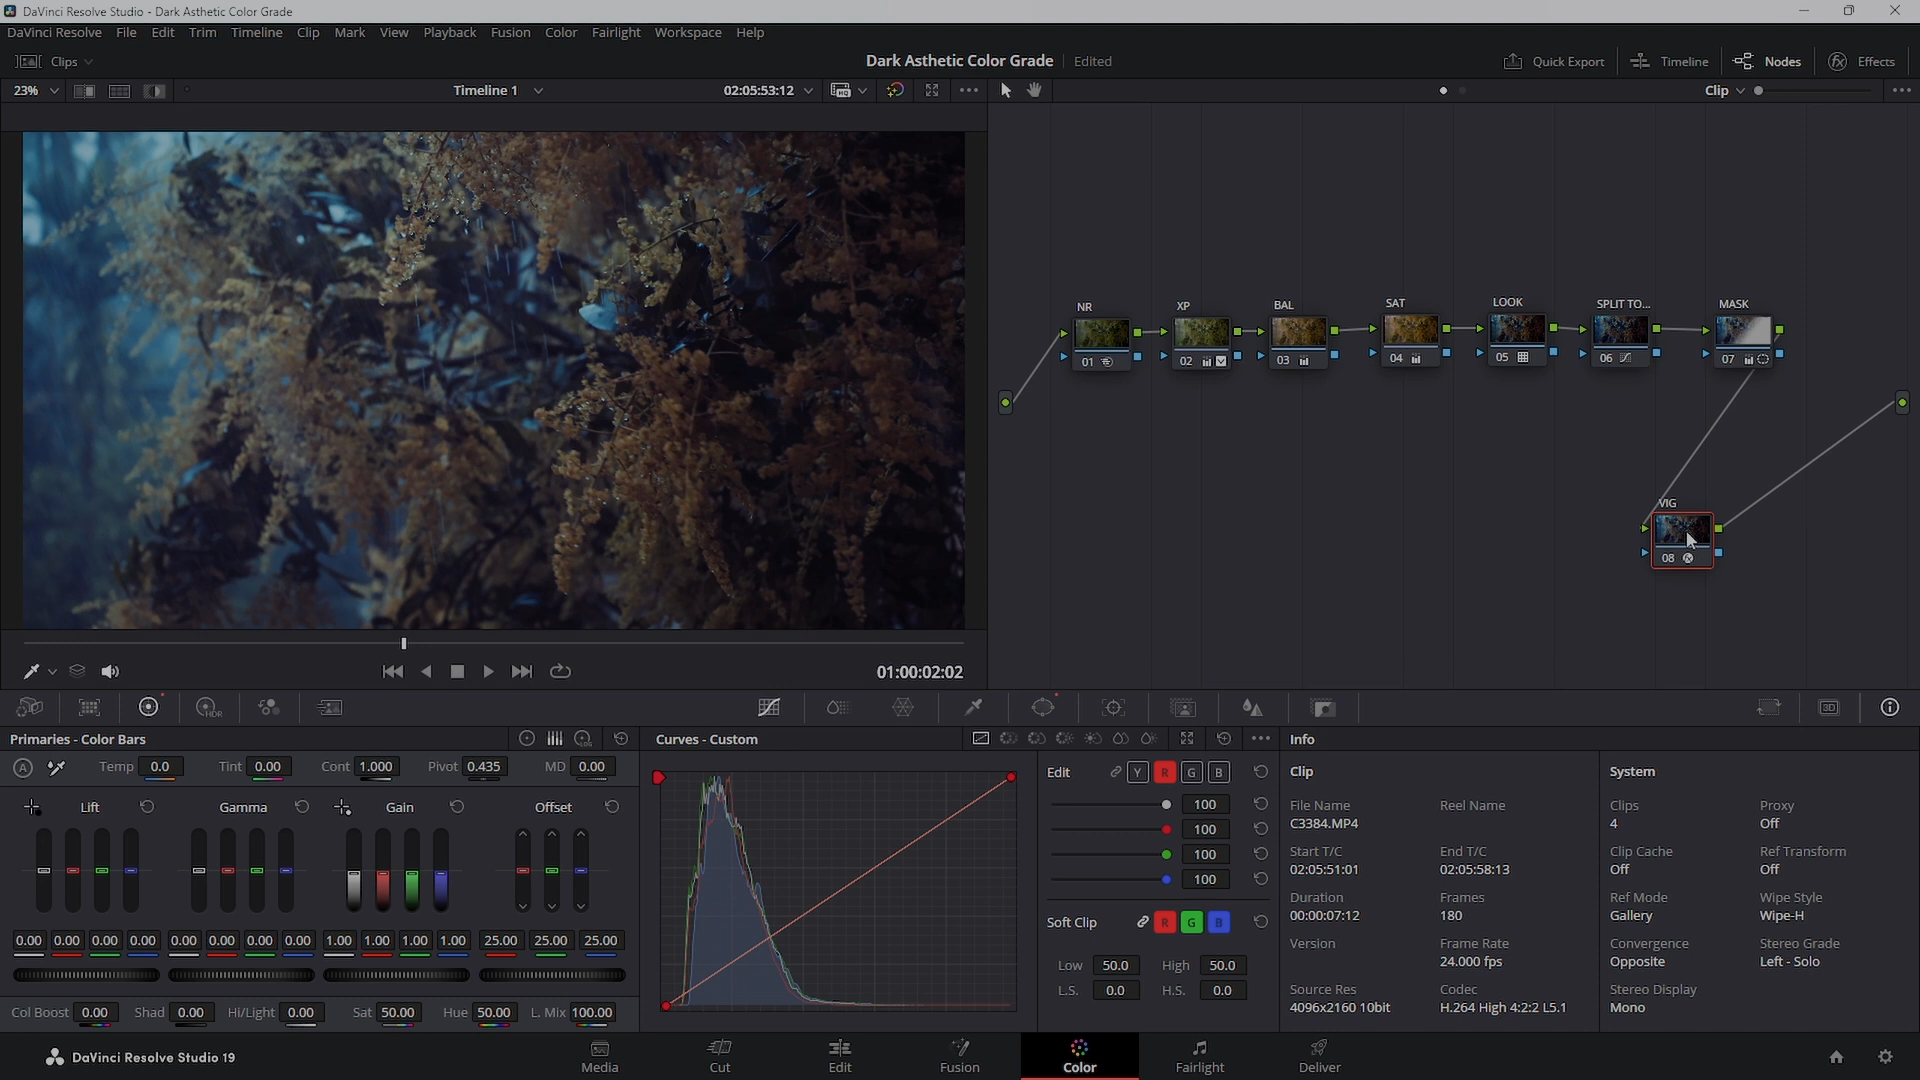 DaVinci Resolve Studio - Dark Asthetic Color Grade
DaVinci Resolve File Edit Trim Timeline Clip Mark View Playback Fusion Color Fairlight Workspace Help
Clips Dark Asthetic Color Grade Edited Quick Export Timeline Nodes Effects
23% Timeline 1 02:05:53:12 HQ Clip
NR XP BAL SAT LOOK SPLIT TO... MASK
01 02 03 04 05 06 07
VIG
08
01:00:02:02
HDR 3D
Primaries - Color Bars Curves - Custom Info
A Temp 0.0 Tint 0.00 Cont 1.000 Pivot 0.435 MD 0.00
Lift Gamma Gain Offset
0.00 0.00 0.00 0.00 0.00 0.00 0.00 0.00 1.00 1.00 1.00 1.00 25.00 25.00 25.00
Col Boost 0.00 Shad 0.00 Hi/Light 0.00 Sat 50.00 Hue 50.00 L. Mix 100.00
Edit Y R G B
100
100
100
100
Soft Clip R G B
Low 50.0 High 50.0
L.S. 0.0 H.S. 0.0
Clip
File Name Reel Name
C3384.MP4
Start T/C End T/C
02:05:51:01 02:05:58:13
Duration Frames
00:00:07:12 180
Version Frame Rate
24.000 fps
Source Res Codec
4096x2160 10bit H.264 High 4:2:2 L5.1
System
Clips Proxy
4 Off
Clip Cache Ref Transform
Off Off
Ref Mode Wipe Style
Gallery Wipe-H
Convergence Stereo Grade
Opposite Left - Solo
Stereo Display
Mono
DaVinci Resolve Studio 19 Media Cut Edit Fusion Color Fairlight Deliver